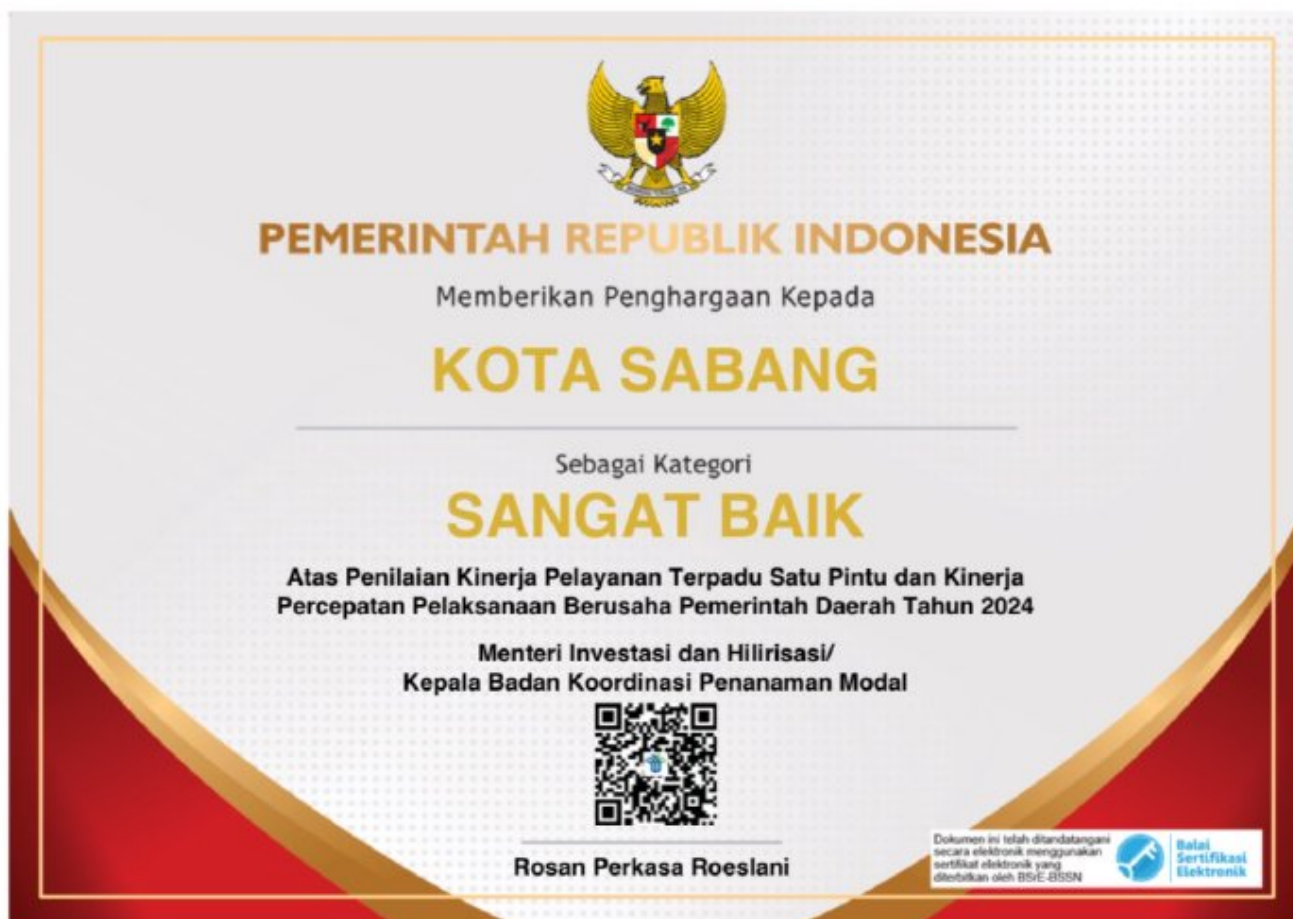 PEMERINTAH REPUBLIK INDONESIA
Memberikan Penghargaan Kepada
KOTA SABANG
Sebagai Kategori
SANGAT BAIK
Atas Penilaian Kinerja Pelayanan Terpadu Satu Pintu dan Kinerja
Percepatan Pelaksanaan Berusaha Pemerintah Daerah Tahun 2024
Menteri Investasi dan Hilirisasi/
Kepala Badan Koordinasi Penanaman Modal
Rosan Perkasa Roeslani
Dokumen ini telah ditandatangani
secara elektronik menggunakan
sertifikat elektronik yang
diterbitkan oleh BSrE-BSSN
Balai
Sertifikasi
Elektronik